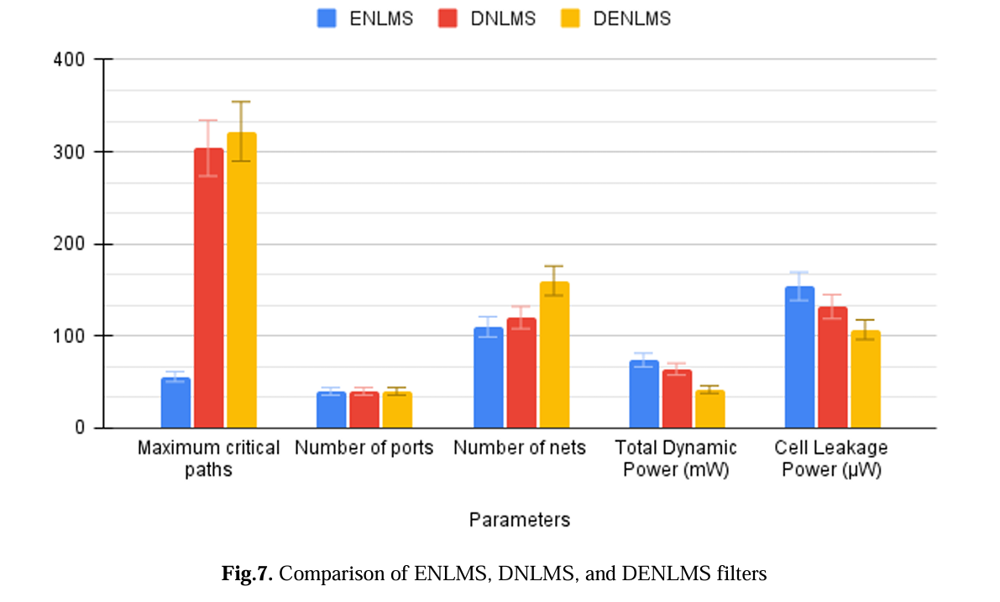 ENLMS DNLMS DENLMS
400
300
200
100
0
Maximum critical paths
Number of ports
Number of nets
Total Dynamic Power (mW)
Cell Leakage Power (µW)
Parameters
Fig.7. Comparison of ENLMS, DNLMS, and DENLMS filters